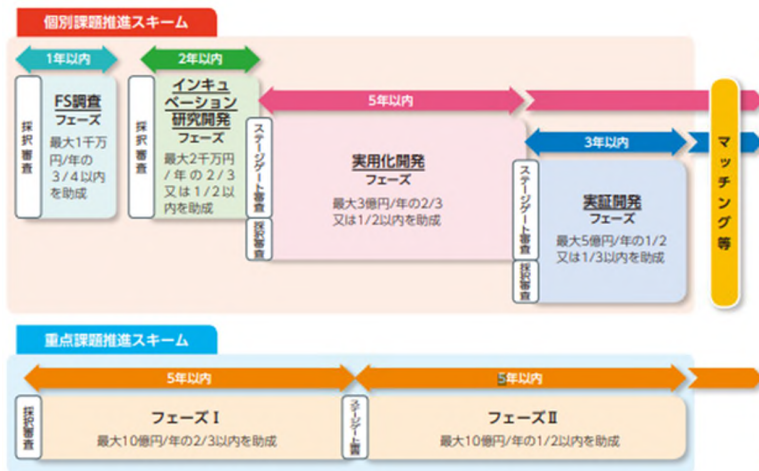 個別課題推進スキーム
1年以内
2年以内
5年以内
3年以内
採択審査
FS調査
フェーズ
最大1千万
円/年の
3/4以内
を助成
採択審査
インキュ
ベーション
研究開発
フェーズ
最大2千万円
/年の2/3
又は1/2以
内を助成
ステージゲート審査
採択審査
実用化開発
フェーズ
最大3億円/年の2/3
又は1/2以内を助成
ステージゲート審査
採択審査
実証開発
フェーズ
最大5億円/年の1/2
又は1/3以内を助成
マッチング等
重点課題推進スキーム
5年以内
5年以内
採択審査
フェーズⅠ
最大10億円/年の2/3以内を助成
ステージゲート審査
フェーズⅡ
最大10億円/年の1/2以内を助成